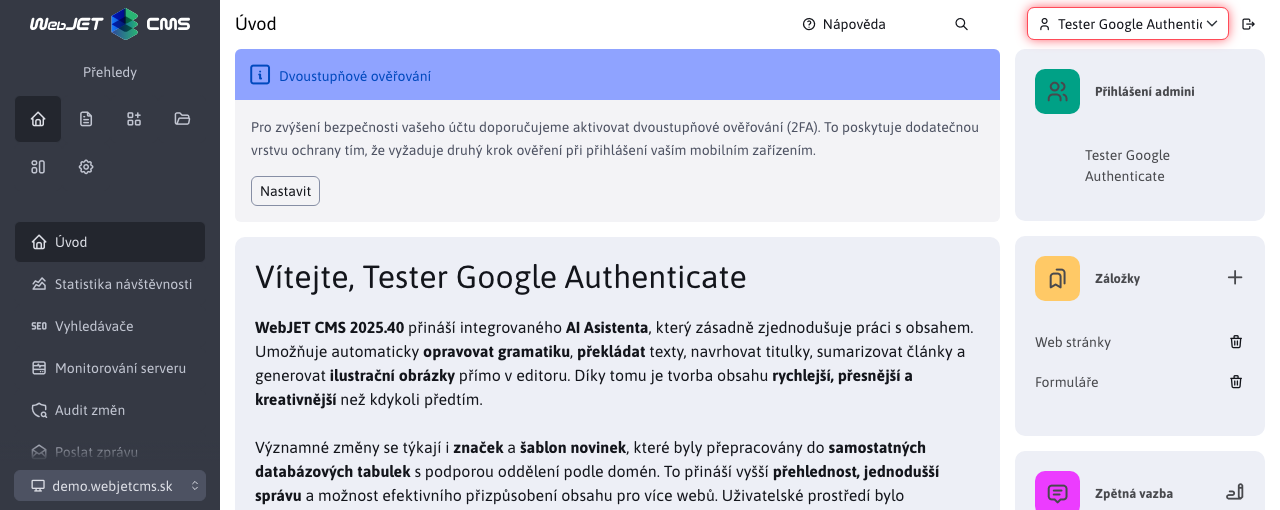 WebJET CMS
Přehledy
Úvod
Statistika návštěvnosti
SEO Vyhledávače
Monitorování serveru
Audit změn
Poslat zprávu
demo.webjetcms.sk
Úvod
Nápověda
Tester Google Authentic
Dvoustupňové ověřování
Pro zvýšení bezpečnosti vašeho účtu doporučujeme aktivovat dvoustupňové ověřování (2FA). To poskytuje dodatečnou
vrstvu ochrany tím, že vyžaduje druhý krok ověření při přihlášení vaším mobilním zařízením.
Nastavit
Vítejte, Tester Google Authenticate
WebJET CMS 2025.40 přináší integrovaného AI Asistenta, který zásadně zjednodušuje práci s obsahem.
Umožňuje automaticky opravovat gramatiku, překládat texty, navrhovat titulky, sumarizovat články a
generovat ilustrační obrázky přímo v editoru. Díky tomu je tvorba obsahu rychlejší, přesnější a
kreativnější než kdykoli předtím.
Významné změny se týkají i značek a šablon novinek, které byly přepracovány do samostatných
databázových tabulek s podporou oddělení podle domén. To přináší vyšší přehlednost, jednodušší
správu a možnost efektivního přizpůsobení obsahu pro více webů. Uživatelské prostředí bylo
Přihlášení admini
Tester Google
Authenticate
Záložky
Web stránky
Formuláře
Zpětná vazba